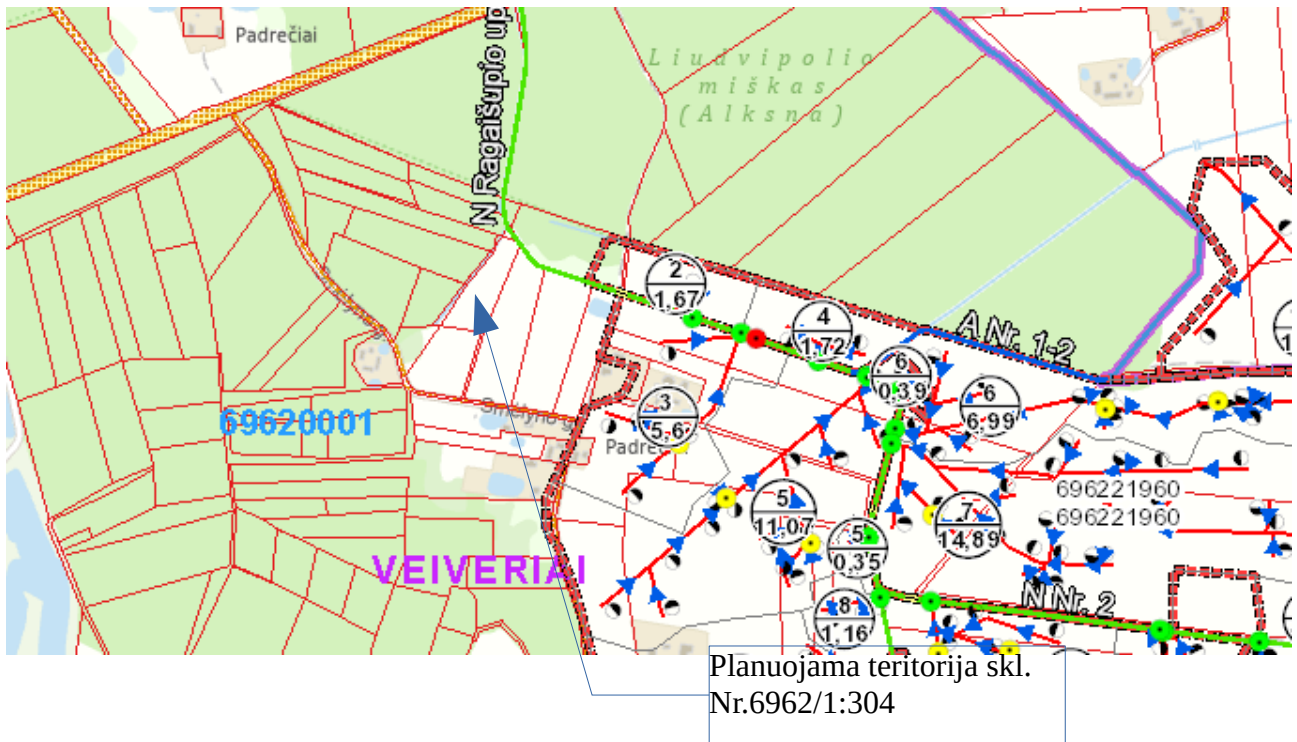 Padrečiai
N Ragaišupio up
Liudvipolio
miškas
(Alksna)
2
1,67
4
1,72
A Nr. 1-2
6
0,39
6
6,99
3
5,6
Smėlyno g.
69620001
696221960
696221960
5
11,07
7
14,89
5
0,35
VEIVERIAI
N Nr. 2
8
1,16
Planuojama teritorija skl.
Nr.6962/1:304